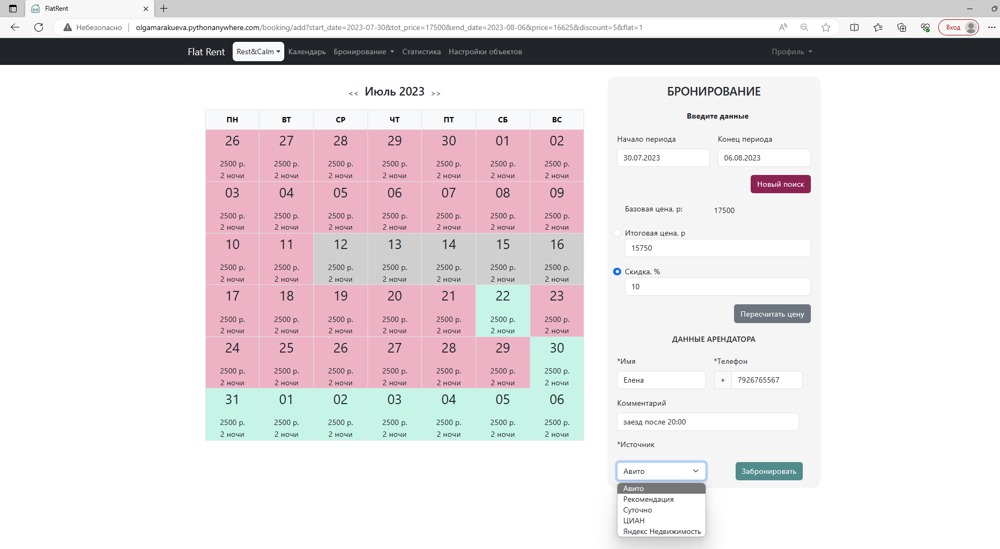 FlatRent
Небезопасно olgamarakueva.pythonanywhere.com/booking/add?start_date=2023-07-30&tot_price=17500&end_date=2023-08-06&price=16625&discount=5&flat=1 Вход
Flat Rent Rest&Calm Календарь Бронирование Статистика Настройки объектов Профиль
<< Июль 2023 >>
ПН ВТ СР ЧТ ПТ СБ ВС
26 27 28 29 30 01 02
2500 р. 2500 р. 2500 р. 2500 р. 2500 р. 2500 р. 2500 р.
2 ночи 2 ночи 2 ночи 2 ночи 2 ночи 2 ночи 2 ночи
03 04 05 06 07 08 09
2500 р. 2500 р. 2500 р. 2500 р. 2500 р. 2500 р. 2500 р.
2 ночи 2 ночи 2 ночи 2 ночи 2 ночи 2 ночи 2 ночи
10 11 12 13 14 15 16
2500 р. 2500 р. 2500 р. 2500 р. 2500 р. 2500 р. 2500 р.
2 ночи 2 ночи 2 ночи 2 ночи 2 ночи 2 ночи 2 ночи
17 18 19 20 21 22 23
2500 р. 2500 р. 2500 р. 2500 р. 2500 р. 2500 р. 2500 р.
2 ночи 2 ночи 2 ночи 2 ночи 2 ночи 2 ночи 2 ночи
24 25 26 27 28 29 30
2500 р. 2500 р. 2500 р. 2500 р. 2500 р. 2500 р. 2500 р.
2 ночи 2 ночи 2 ночи 2 ночи 2 ночи 2 ночи 2 ночи
31 01 02 03 04 05 06
2500 р. 2500 р. 2500 р. 2500 р. 2500 р. 2500 р. 2500 р.
2 ночи 2 ночи 2 ночи 2 ночи 2 ночи 2 ночи 2 ночи
БРОНИРОВАНИЕ
Введите данные
Начало периода Конец периода
30.07.2023 06.08.2023
Новый поиск
Базовая цена, р: 17500
Итоговая цена, р
15750
Скидка, %
10
Пересчитать цену
ДАННЫЕ АРЕНДАТОРА
*Имя *Телефон
Елена + 7926765567
Комментарий
заезд после 20:00
*Источник
Авито Забронировать
Авито
Рекомендация
Суточно
ЦИАН
Яндекс Недвижимость